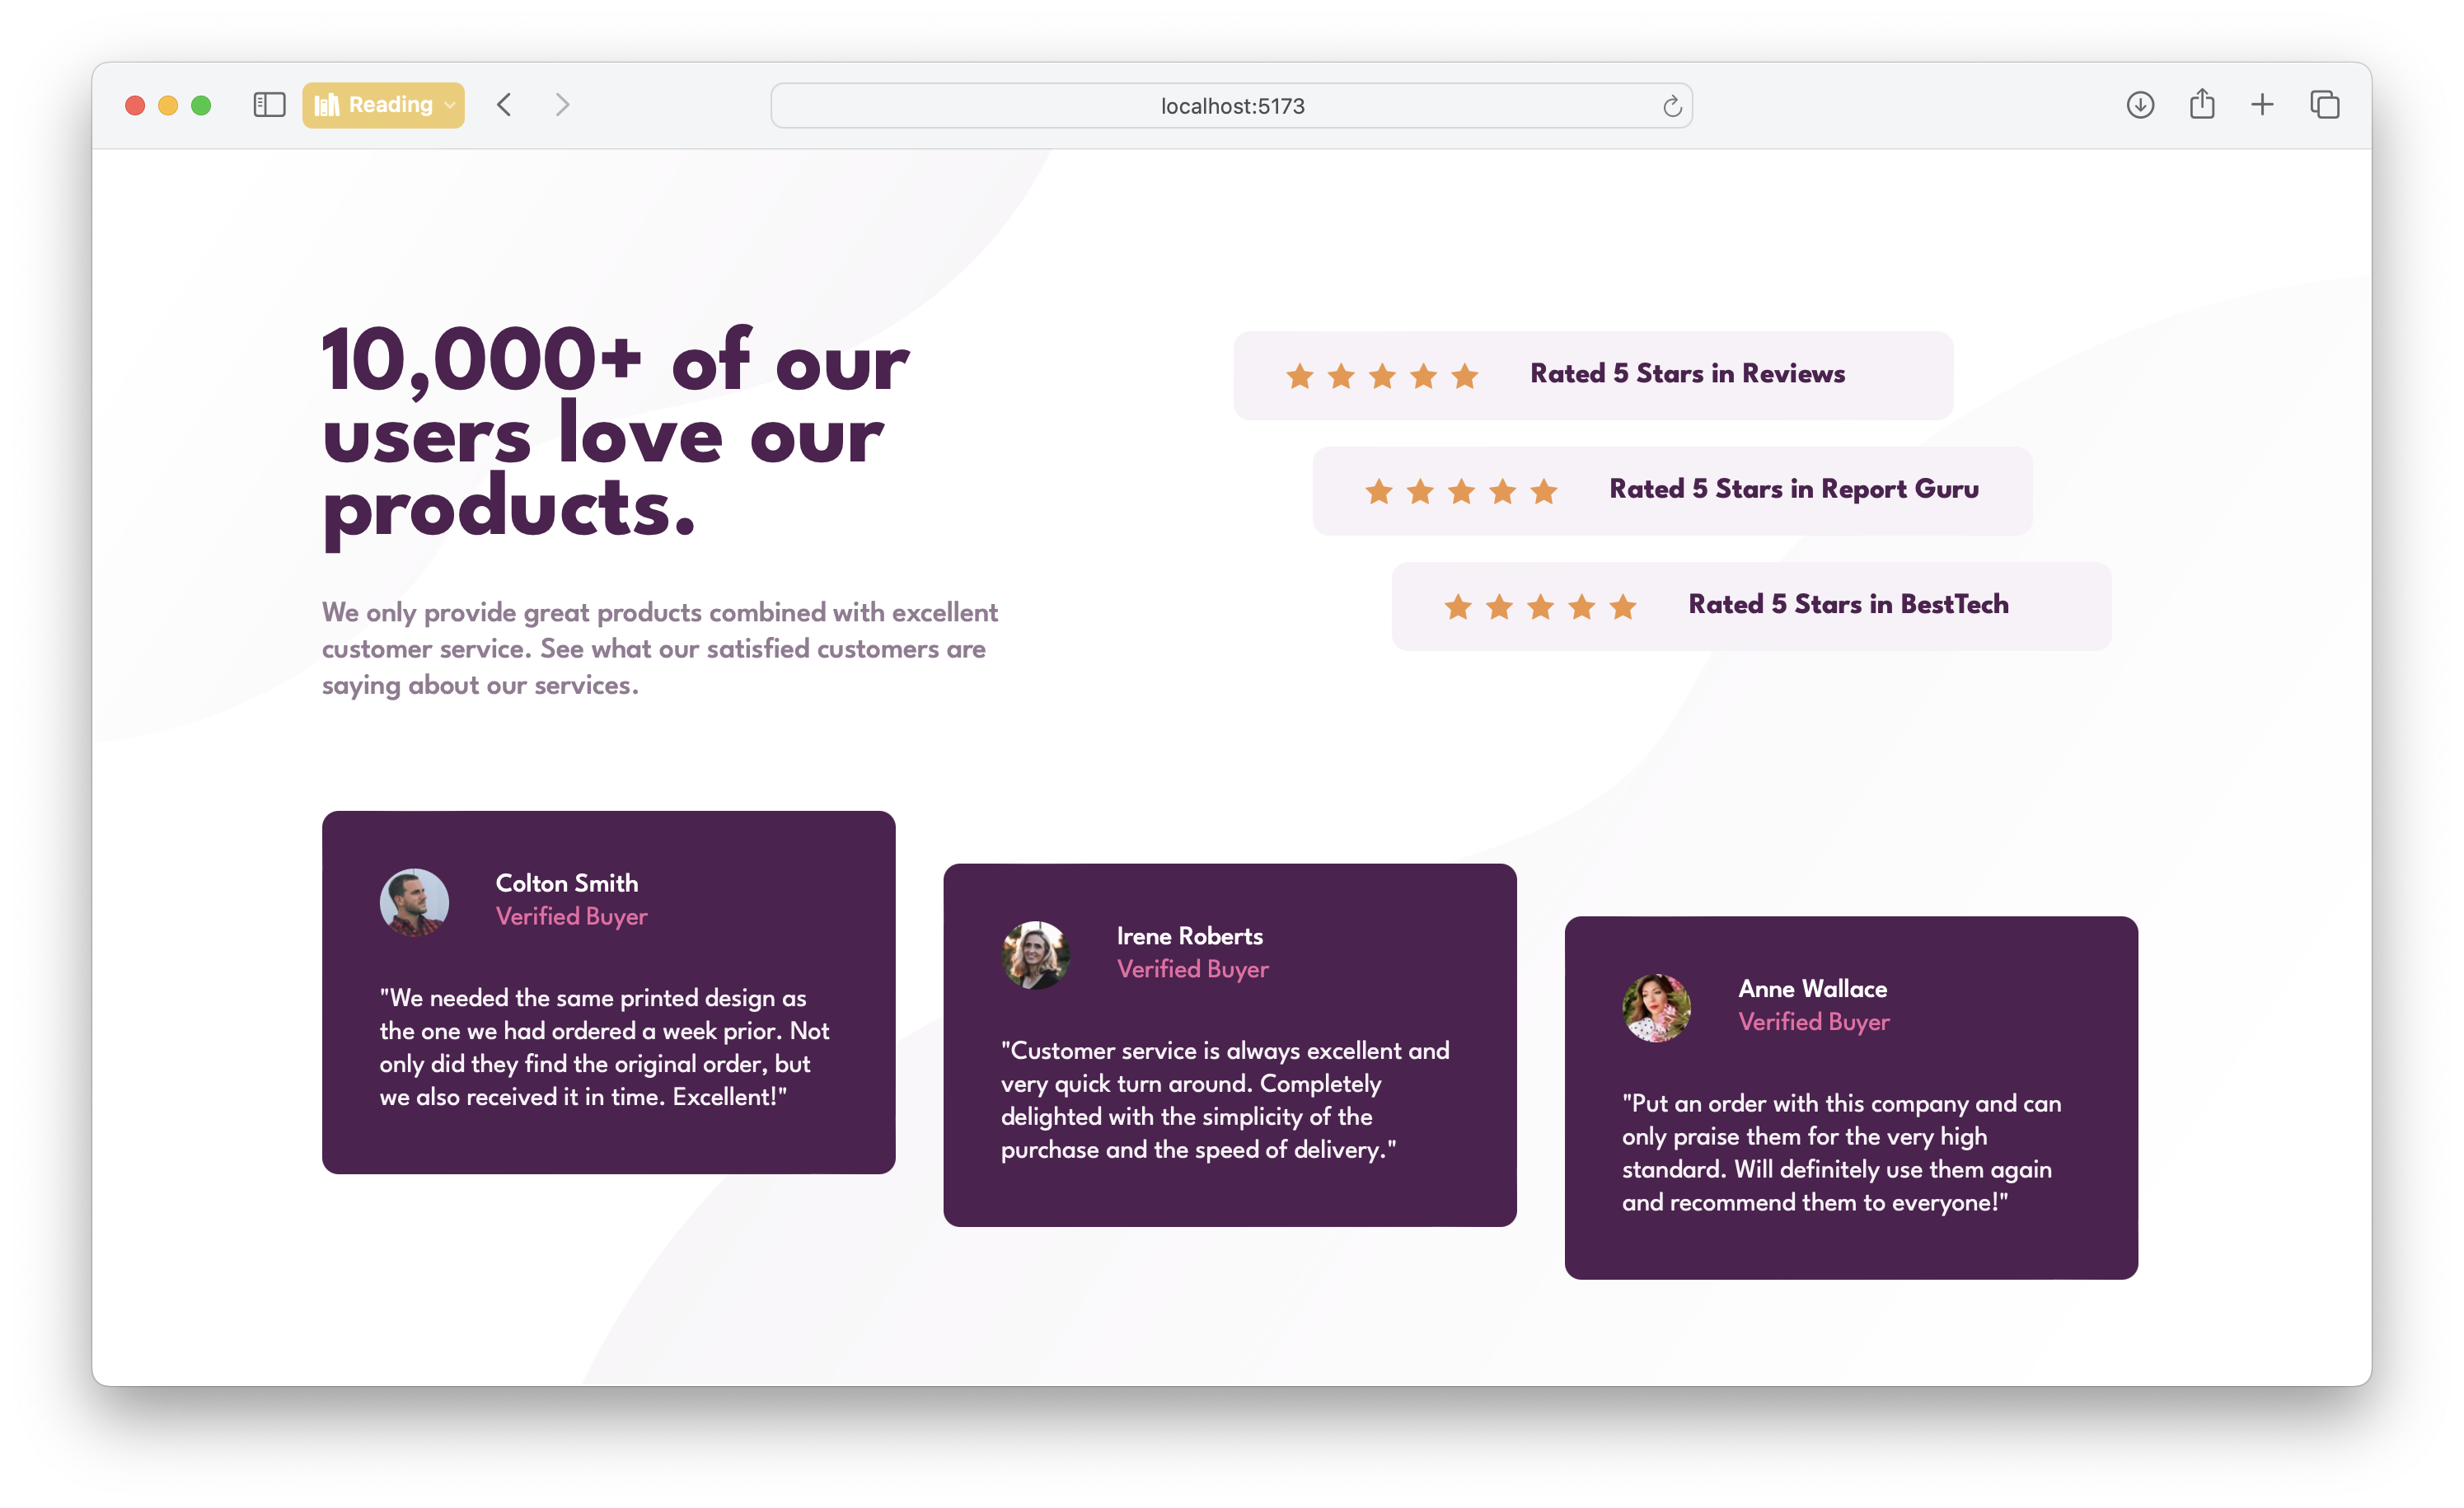 Reading
localhost:5173
10,000+ of our
users love our
products.
We only provide great products combined with excellent
customer service. See what our satisfied customers are
saying about our services.
Rated 5 Stars in Reviews
Rated 5 Stars in Report Guru
Rated 5 Stars in BestTech
Colton Smith
Verified Buyer
"We needed the same printed design as
the one we had ordered a week prior. Not
only did they find the original order, but
we also received it in time. Excellent!"
Irene Roberts
Verified Buyer
"Customer service is always excellent and
very quick turn around. Completely
delighted with the simplicity of the
purchase and the speed of delivery."
Anne Wallace
Verified Buyer
"Put an order with this company and can
only praise them for the very high
standard. Will definitely use them again
and recommend them to everyone!"